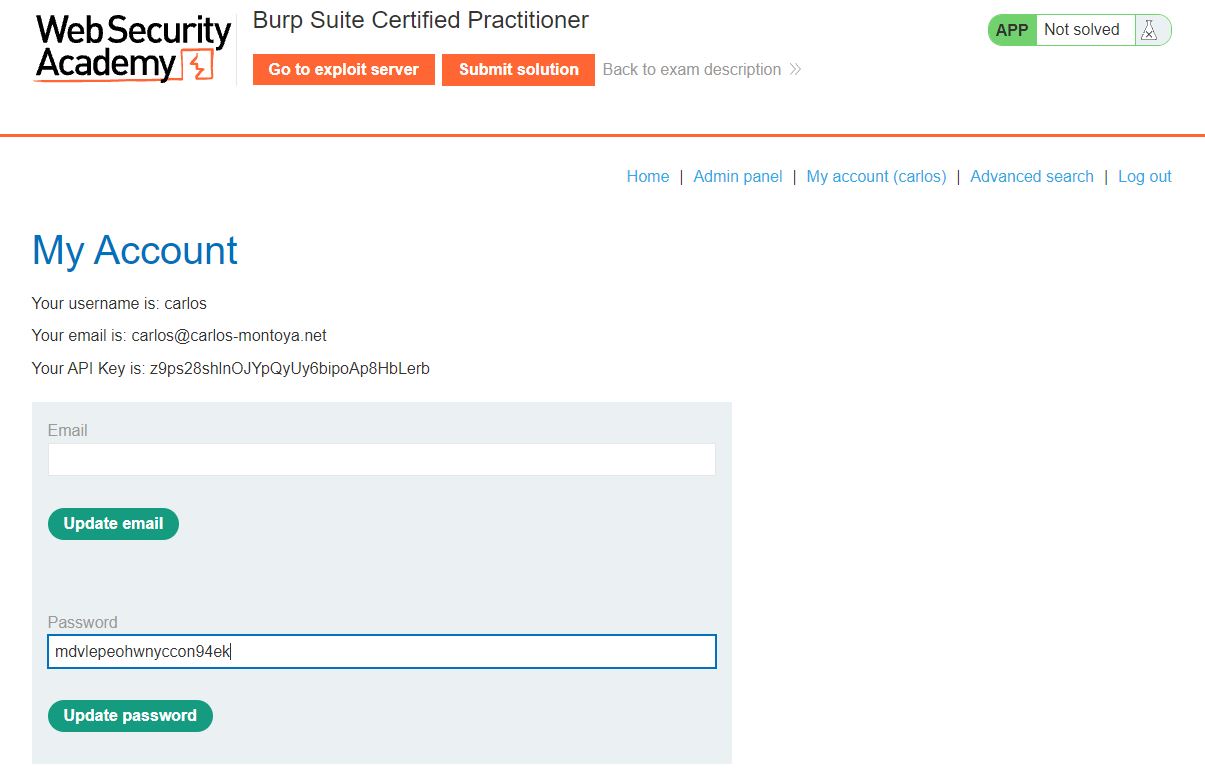 Web Security
Academy
Burp Suite Certified Practitioner
Go to exploit server
Submit solution
Back to exam description
APP
Not solved
Home | Admin panel | My account (carlos) | Advanced search | Log out
My Account
Your username is: carlos
Your email is: carlos@carlos-montoya.net
Your API Key is: z9ps28shlnOJYpQyUy6bipoAp8HbLerb
Email
Update email
Password
mdvlepeohwnyccon94ek
Update password